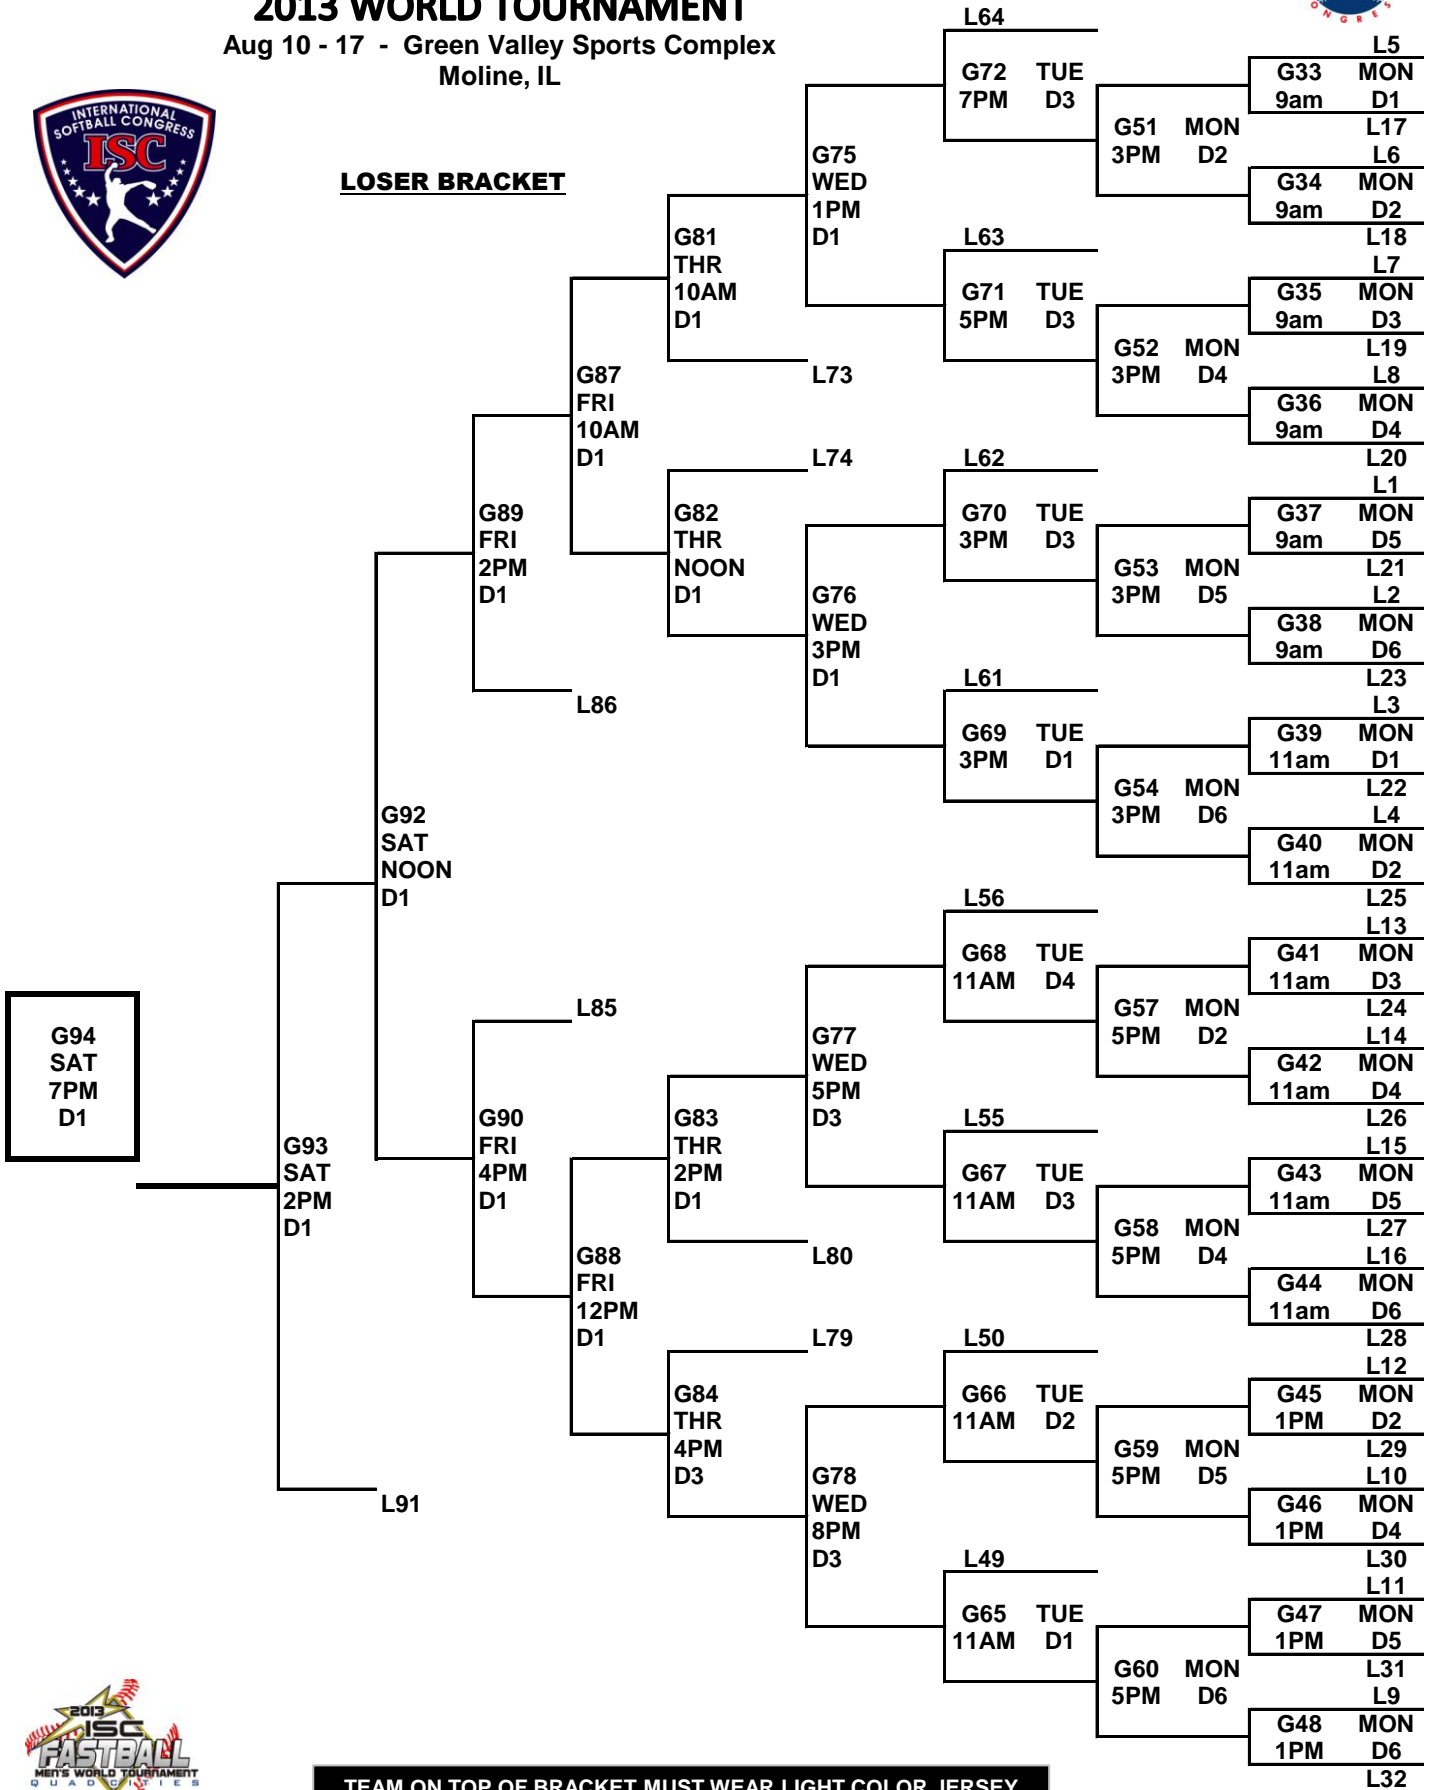 2013 WORLD TOURNAMENT
Aug 10 - 17 - Green Valley Sports Complex
Moline, IL
INTERNATIONAL
SOFTBALL CONGRESS
ISC
LOSER BRACKET
ONGRES
L5
G33 MON
9am D1
L17
L6
G34 MON
9am D2
L18
L7
G35 MON
9am D3
L19
L8
G36 MON
9am D4
L20
L1
G37 MON
9am D5
L21
L2
G38 MON
9am D6
L23
L3
G39 MON
11am D1
L22
L4
G40 MON
11am D2
L25
L13
G41 MON
11am D3
L24
L14
G42 MON
11am D4
L26
L15
G43 MON
11am D5
L27
L16
G44 MON
11am D6
L28
L12
G45 MON
1PM D2
L29
L10
G46 MON
1PM D4
L30
L11
G47 MON
1PM D5
L31
L9
G48 MON
1PM D6
L32
G51 MON
3PM D2
G52 MON
3PM D4
G53 MON
3PM D5
G54 MON
3PM D6
G57 MON
5PM D2
G58 MON
5PM D4
G59 MON
5PM D5
G60 MON
5PM D6
L64
G72 TUE
7PM D3
L63
G71 TUE
5PM D3
L62
G70 TUE
3PM D3
L61
G69 TUE
3PM D1
L56
G68 TUE
11AM D4
L55
G67 TUE
11AM D3
L50
G66 TUE
11AM D2
L49
G65 TUE
11AM D1
G75
WED
1PM
D1
L73
L74
G76
WED
3PM
D1
G77
WED
5PM
D3
L80
L79
G78
WED
8PM
D3
G81
THR
10AM
D1
G82
THR
NOON
D1
G83
THR
2PM
D1
G84
THR
4PM
D3
G87
FRI
10AM
D1
L86
L85
G88
FRI
12PM
D1
G89
FRI
2PM
D1
G90
FRI
4PM
D1
G92
SAT
NOON
D1
L91
G93
SAT
2PM
D1
G94
SAT
7PM
D1
2013
ISC
FASTBALL
MEN'S WORLD TOURNAMENT
QUAD CITIES
TEAM ON TOP OF BRACKET MUST WEAR LIGHT COLOR JERSEY